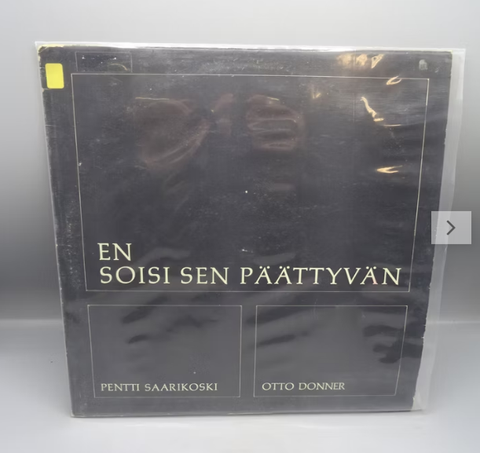 EN
SOISI SEN PÄÄTTYVÄN
PENTTI SAARIKOSKI
OTTO DONNER